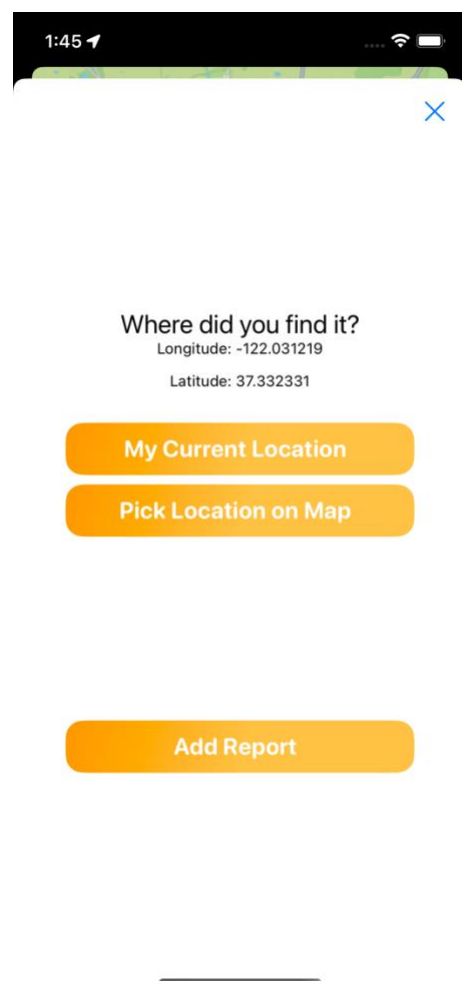 1:45
Where did you find it?
Longitude: -122.031219
Latitude: 37.332331
My Current Location
Pick Location on Map
Add Report